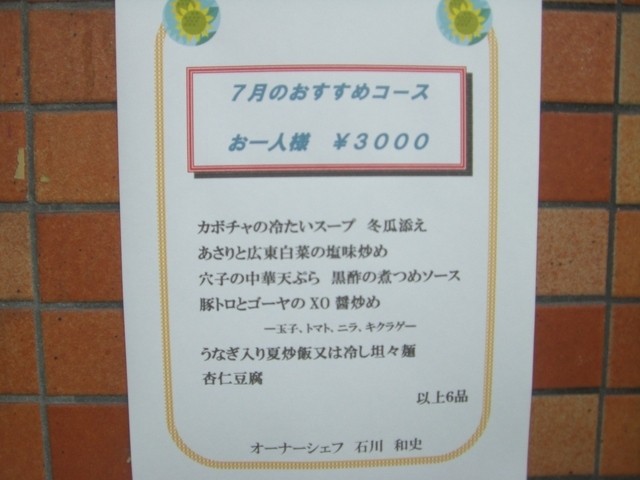 ７月のおすすめコース
お一人様　￥３０００
カボチャの冷たいスープ　冬瓜添え
あさりと広東白菜の塩味炒め
穴子の中華天ぷら　黒酢の煮つめソース
豚トロとゴーヤのXO醤炒め
―玉子、トマト、ニラ、キクラゲ―
うなぎ入り夏炒飯又は冷し坦々麺
杏仁豆腐
以上6品
オーナーシェフ　石川　和史